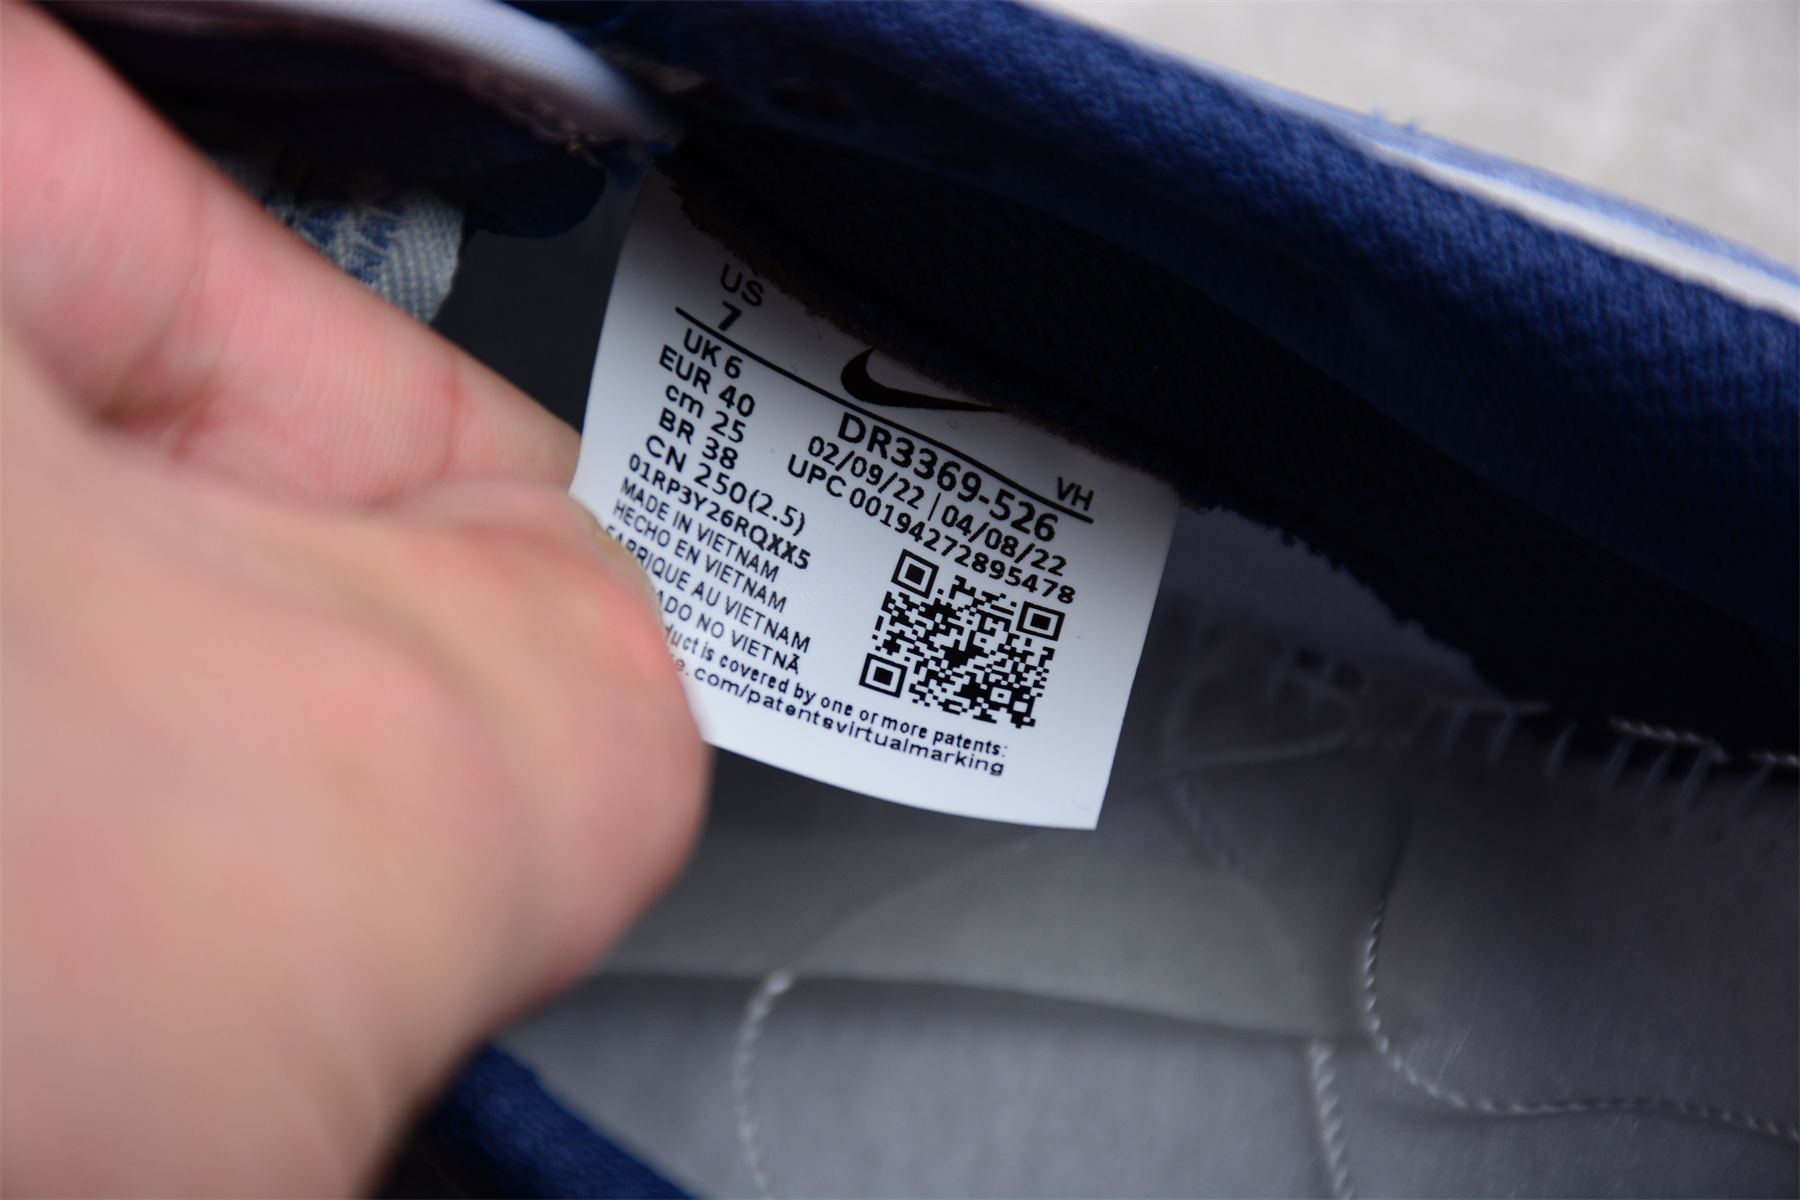 US
7
UK 6
EUR 40
cm 25
BR 38
CN 250(2.5)
01RP3Y26RQXX5
MADE IN VIETNAM
HECHO EN VIETNAM
FABRIQUE AU VIETNAM
ADO NO VIETNÃ
duct is covered by one or more patents:
ke.com/patentsvirtualmarking
VH
DR3369-526
02/09/22 | 04/08/22
UPC 00194272895478